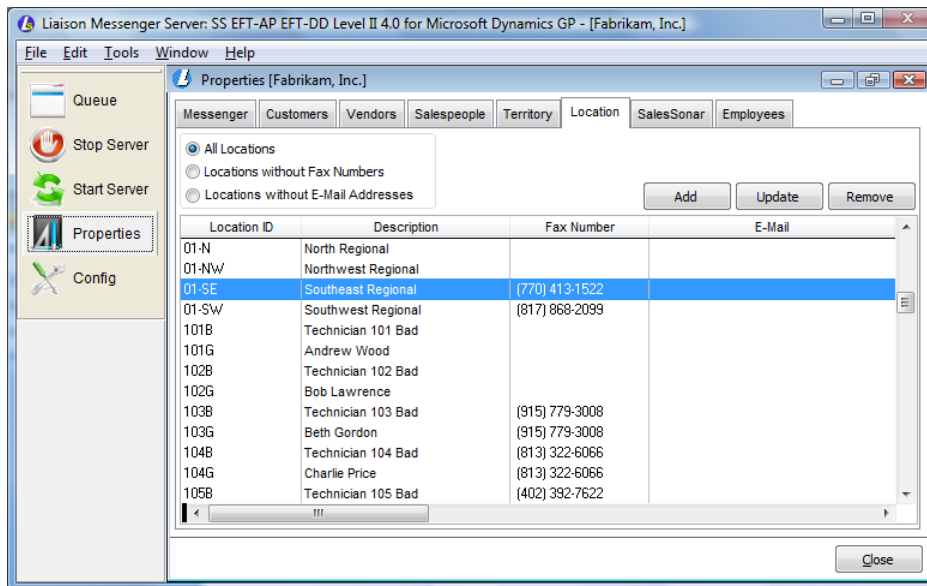 Liaison Messenger Server: SS EFT-AP EFT-DD Level II 4.0 for Microsoft Dynamics GP - [Fabrikam, Inc.]
File Edit Tools Window Help
Queue
Stop Server
Start Server
Properties
Config
Properties [Fabrikam, Inc.]
Messenger Customers Vendors Salespeople Territory Location SalesSonar Employees
All Locations
Locations without Fax Numbers
Locations without E-Mail Addresses
Add Update Remove
Location ID Description Fax Number E-Mail
01-N North Regional
01-NW Northwest Regional
01-SE Southeast Regional (770) 413-1522
01-SW Southwest Regional (817) 868-2099
101B Technician 101 Bad
101G Andrew Wood
102B Technician 102 Bad
102G Bob Lawrence
103B Technician 103 Bad (915) 779-3008
103G Beth Gordon (915) 779-3008
104B Technician 104 Bad (813) 322-6066
104G Charlie Price (813) 322-6066
105B Technician 105 Bad (402) 392-7622
Close